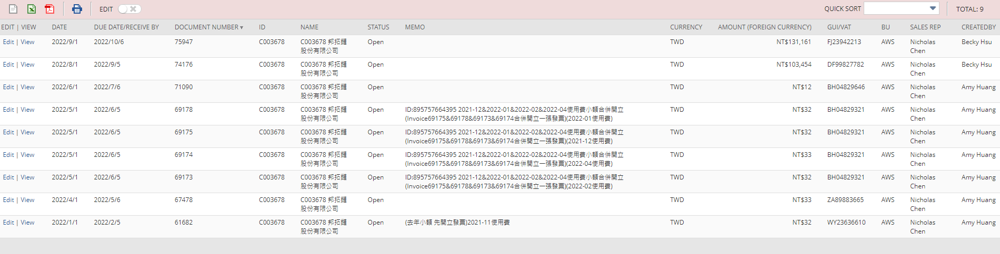 EDIT
QUICK SORT
TOTAL: 9
EDIT | VIEW DATE DUE DATE/RECEIVE BY DOCUMENT NUMBER ▼ ID NAME STATUS MEMO CURRENCY AMOUNT (FOREIGN CURRENCY) GUI/VAT BU SALES REP CREATEDBY
Edit | View 2022/9/1 2022/10/6 75947 C003678 C003678 邦拓鏈 Open TWD NT$131,161 FJ23942213 AWS Nicholas Becky Hsu
股份有限公司 Chen
Edit | View 2022/8/1 2022/9/5 74176 C003678 C003678 邦拓鏈 Open TWD NT$103,454 DF99827782 AWS Nicholas Becky Hsu
股份有限公司 Chen
Edit | View 2022/6/1 2022/7/6 71090 C003678 C003678 邦拓鏈 Open TWD NT$12 BH04829646 AWS Nicholas Amy Huang
股份有限公司 Chen
Edit | View 2022/5/1 2022/6/5 69178 C003678 C003678 邦拓鏈 Open ID:895757664395 2021-12&2022-01&2022-02&2022-04使用費小額合併開立 TWD NT$32 BH04829321 AWS Nicholas Amy Huang
股份有限公司 (Invoice69175&69178&69173&69174合併開立一張發票)(2022-01使用費) Chen
Edit | View 2022/5/1 2022/6/5 69175 C003678 C003678 邦拓鏈 Open ID:895757664395 2021-12&2022-01&2022-02&2022-04使用費小額合併開立 TWD NT$32 BH04829321 AWS Nicholas Amy Huang
股份有限公司 (Invoice69175&69178&69173&69174合併開立一張發票)(2021-12使用費) Chen
Edit | View 2022/5/1 2022/6/5 69174 C003678 C003678 邦拓鏈 Open ID:895757664395 2021-12&2022-01&2022-02&2022-04使用費小額合併開立 TWD NT$33 BH04829321 AWS Nicholas Amy Huang
股份有限公司 (Invoice69175&69178&69173&69174合併開立一張發票)(2022-04使用費) Chen
Edit | View 2022/5/1 2022/6/5 69173 C003678 C003678 邦拓鏈 Open ID:895757664395 2021-12&2022-01&2022-02&2022-04使用費小額合併開立 TWD NT$32 BH04829321 AWS Nicholas Amy Huang
股份有限公司 (Invoice69175&69178&69173&69174合併開立一張發票)(2022-02使用費) Chen
Edit | View 2022/4/1 2022/5/6 67478 C003678 C003678 邦拓鏈 Open TWD NT$33 ZA89883665 AWS Nicholas Amy Huang
股份有限公司 Chen
Edit | View 2022/1/1 2022/2/5 61682 C003678 C003678 邦拓鏈 Open (去年小額 先開立發票)2021-11使用費 TWD NT$32 WY23636610 AWS Nicholas Amy Huang
股份有限公司 Chen